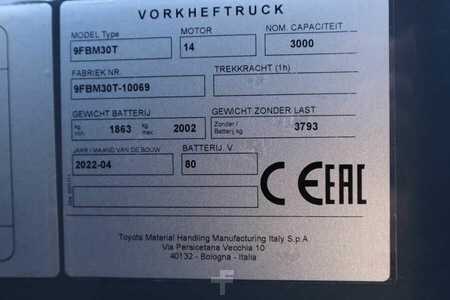 VORKHEFTRUCK
MODEL Type MOTOR NOM. CAPACITEIT
9FBM30T 14 3000
FABRIEK NR. TREKKRACHT (1h)
9FBM30T-10069
GEWICHT BATTERIJ GEWICHT ZONDER LAST
kg min. 1863 kg max. 2002 Zonder / Batterij kg 3793
JAAR / MAAND VAN DE BOUW BATTERIJ. V
2022-04 80
CE EAC
Toyota Material Handling Manufacturing Italy S.p.A
Via Persicetana Vecchia 10
40132 - Bologna - Italia